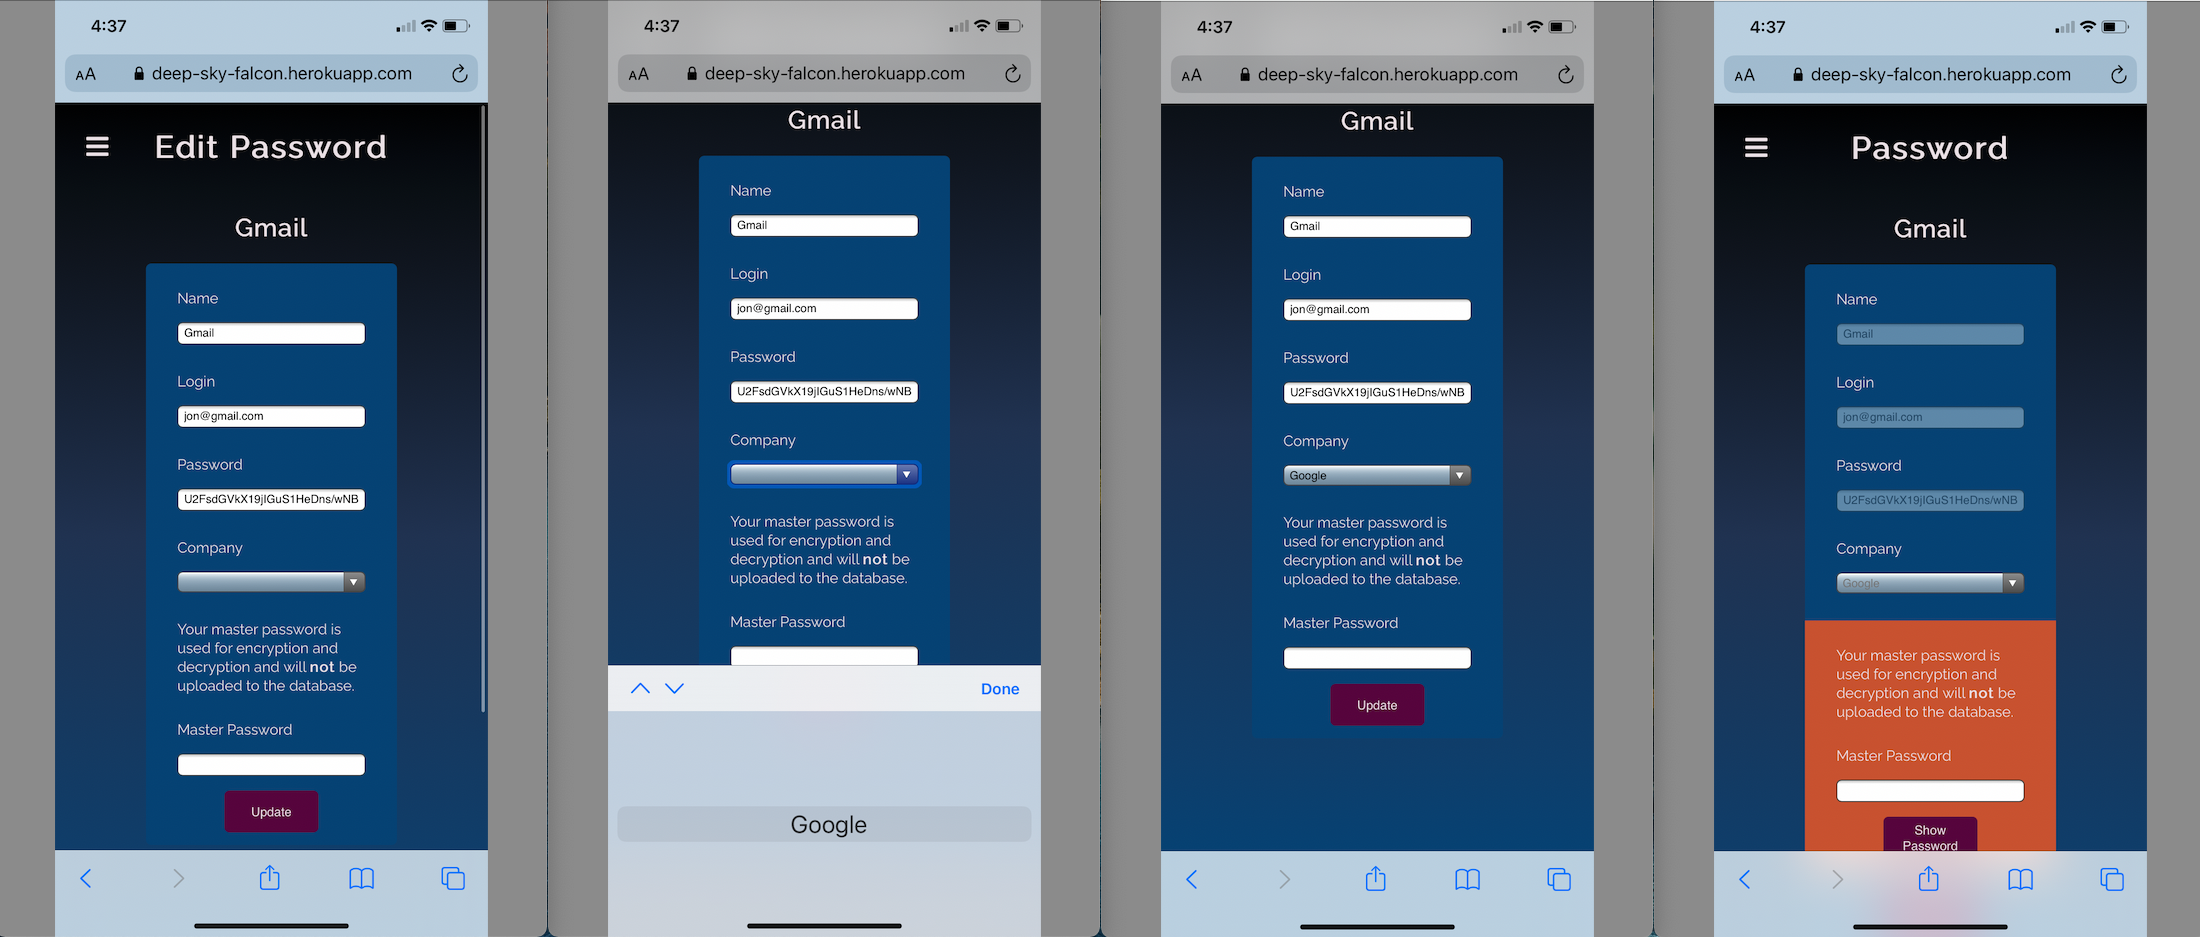 4:37
AA deep-sky-falcon.herokuapp.com
Edit Password
Gmail
Name
Gmail
Login
jon@gmail.com
Password
U2FsdGVkX19jIGuS1HeDns/wNB
Company
Your master password is
used for encryption and
decryption and will not be
uploaded to the database.
Master Password
Update
4:37
AA deep-sky-falcon.herokuapp.com
Gmail
Name
Gmail
Login
jon@gmail.com
Password
U2FsdGVkX19jIGuS1HeDns/wNB
Company
Your master password is
used for encryption and
decryption and will not be
uploaded to the database.
Master Password
Done
Google
4:37
AA deep-sky-falcon.herokuapp.com
Gmail
Name
Gmail
Login
jon@gmail.com
Password
U2FsdGVkX19jIGuS1HeDns/wNB
Company
Google
Your master password is
used for encryption and
decryption and will not be
uploaded to the database.
Master Password
Update
4:37
AA deep-sky-falcon.herokuapp.com
Password
Gmail
Name
Gmail
Login
jon@gmail.com
Password
U2FsdGVkX19jIGuS1HeDns/wNB
Company
Google
Your master password is
used for encryption and
decryption and will not be
uploaded to the database.
Master Password
Show
Password